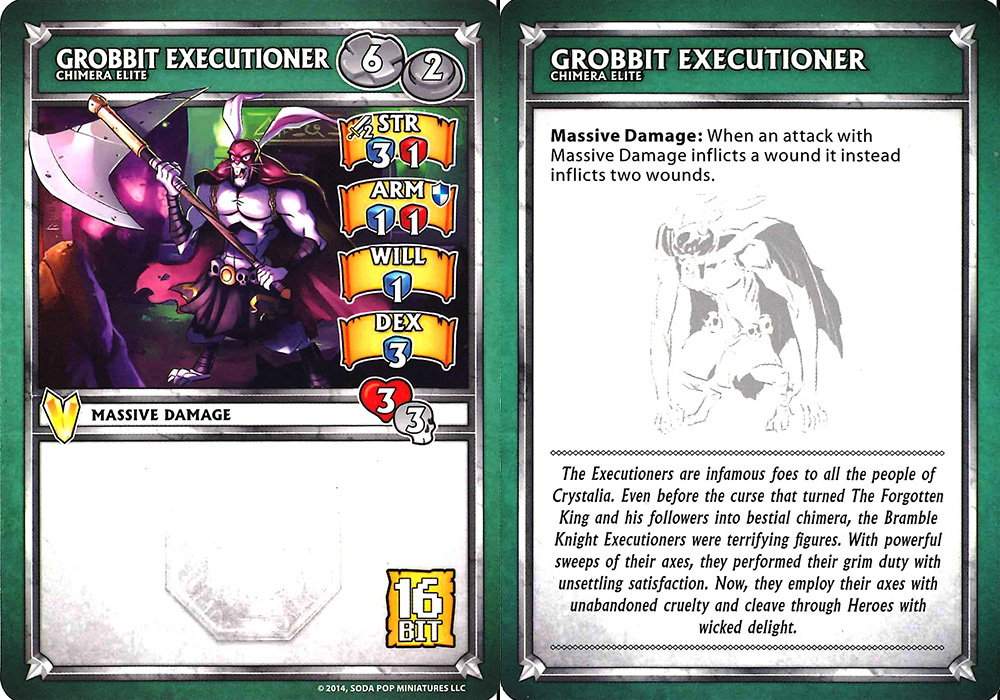 GROBBIT EXECUTIONER
CHIMERA ELITE
6
2
STR
2
3 1
ARM
1 1
WILL
1
DEX
3
MASSIVE DAMAGE
3
3
16
BIT
© 2014, SODA POP MINIATURES LLC
GROBBIT EXECUTIONER
CHIMERA ELITE
Massive Damage: When an attack with
Massive Damage inflicts a wound it instead
inflicts two wounds.
The Executioners are infamous foes to all the people of
Crystalia. Even before the curse that turned The Forgotten
King and his followers into bestial chimera, the Bramble
Knight Executioners were terrifying figures. With powerful
sweeps of their axes, they performed their grim duty with
unsettling satisfaction. Now, they employ their axes with
unabandoned cruelty and cleave through Heroes with
wicked delight.